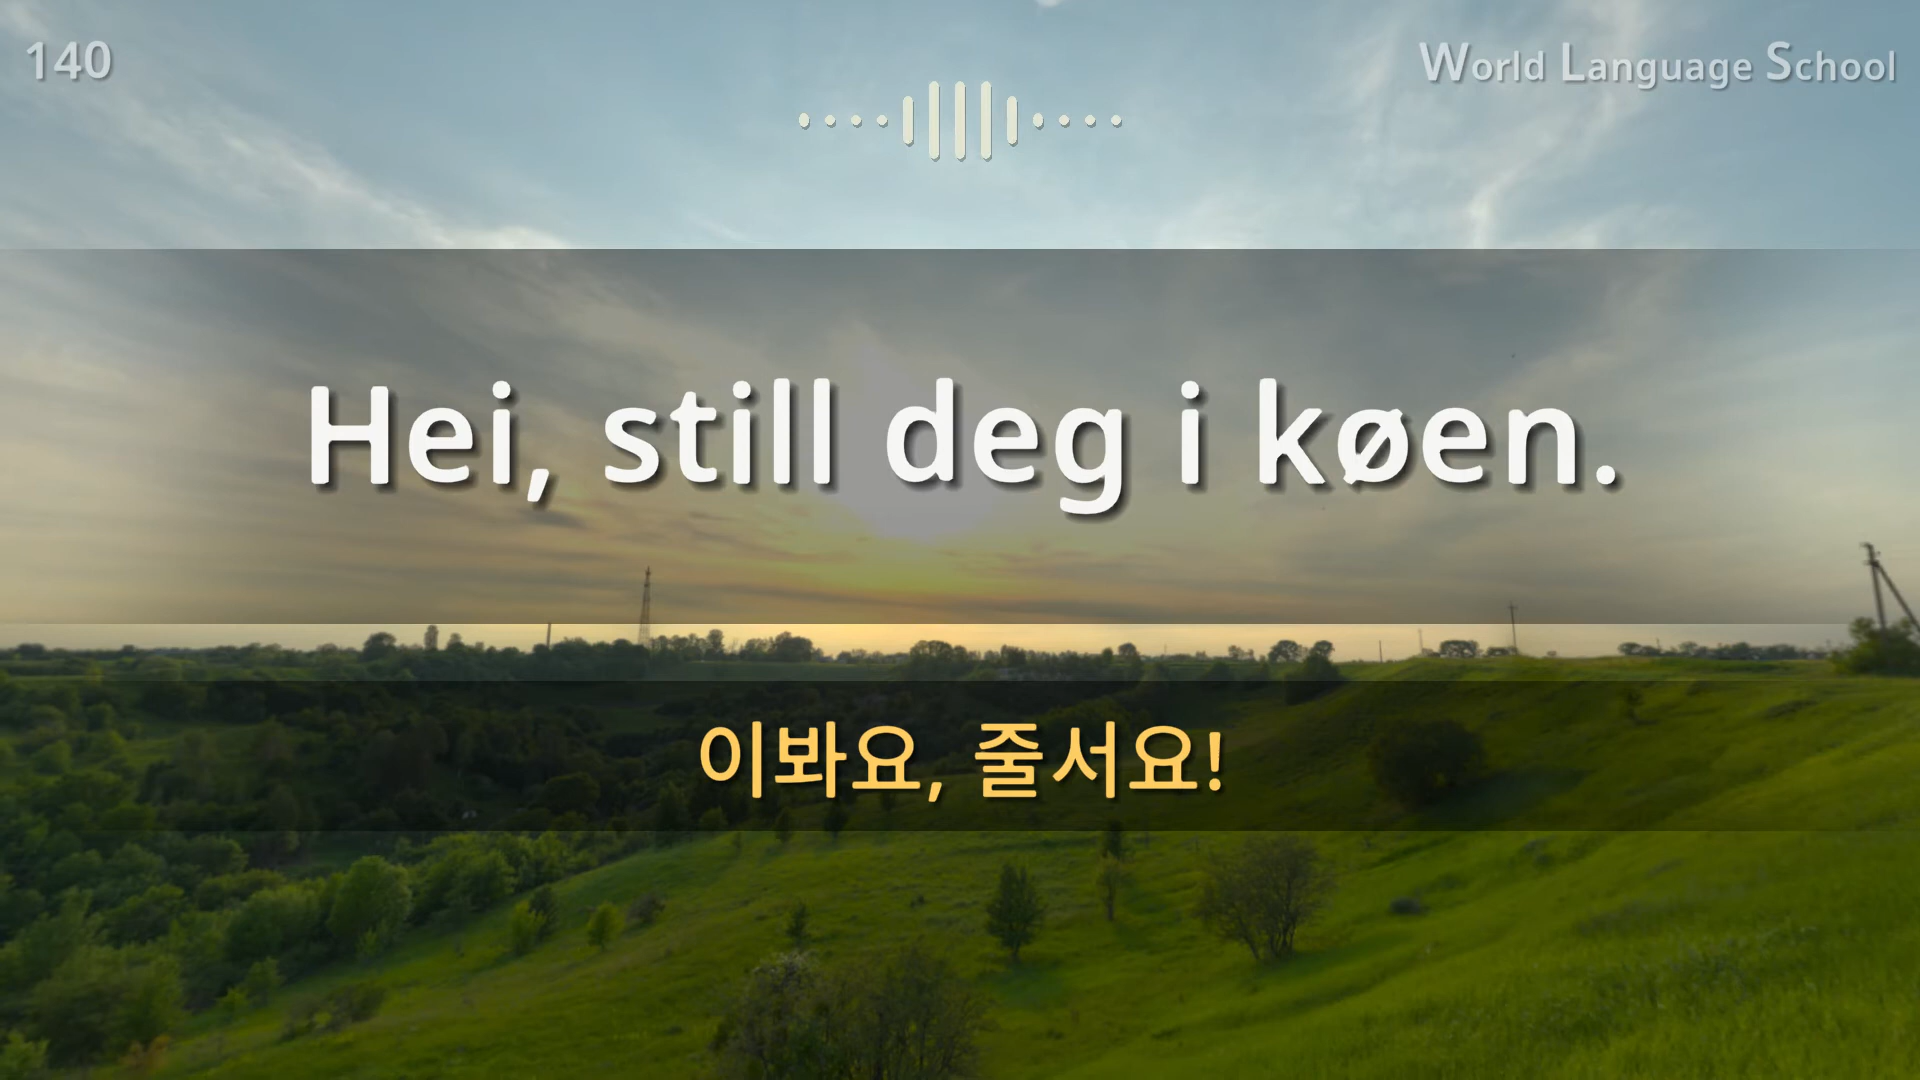 140
World Language School
Hei, still deg i køen.
이봐요, 줄서요!